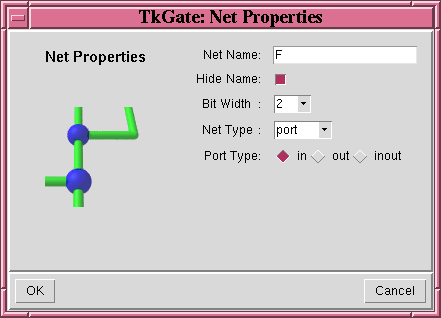 TkGate: Net Properties
Net Properties
Net Name: F
Hide Name:
Bit Width : 2
Net Type : port
Port Type: in out inout
OK Cancel